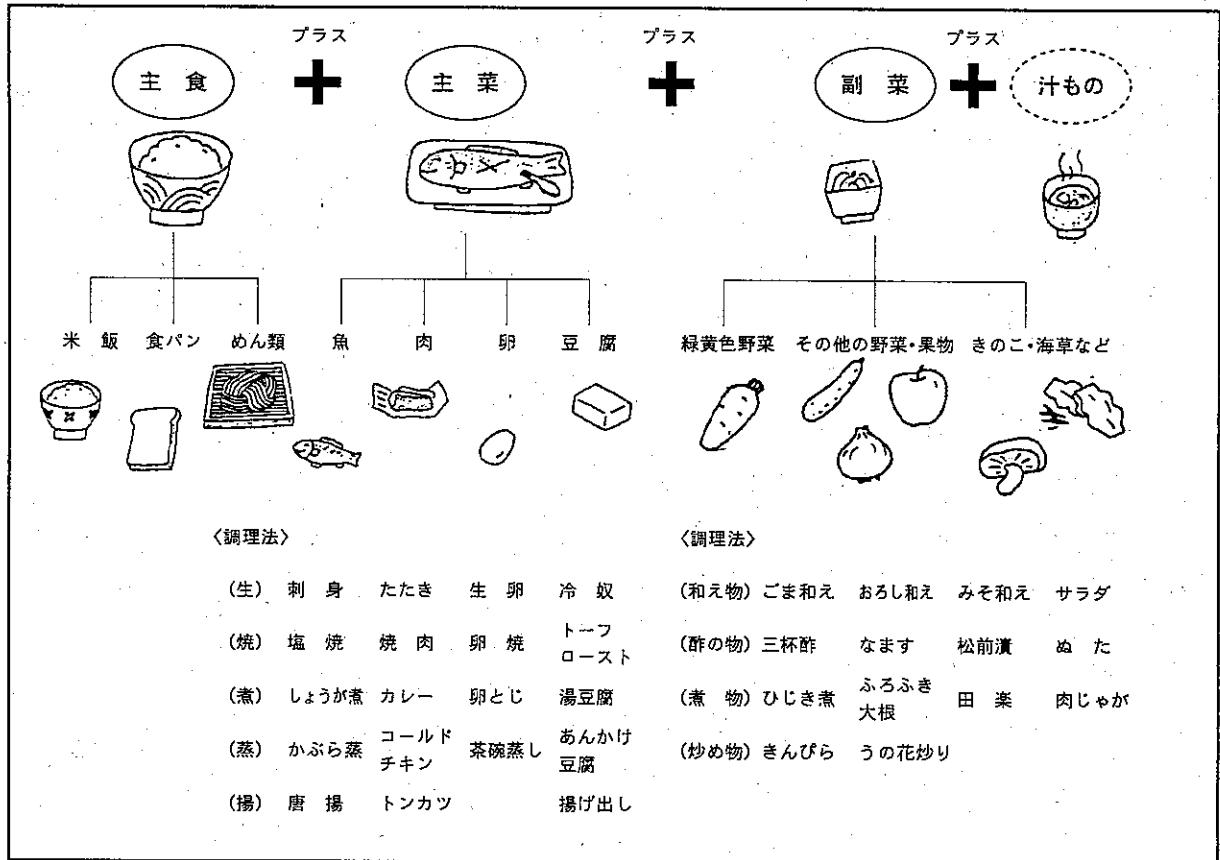 プラス プラス プラス
主食 主菜 副菜 汁もの
米飯 食パン めん類 魚 肉 卵 豆腐 緑黄色野菜 その他の野菜・果物 きのこ・海草など
〈調理法〉
(生) 刺身 たたき 生卵 冷奴
(焼) 塩焼 焼肉 卵焼 トーフロースト
(煮) しょうが煮 カレー 卵とじ 湯豆腐
(蒸) かぶら蒸 コールドチキン 茶碗蒸し あんかけ豆腐
(揚) 唐揚 トンカツ 揚げ出し
〈調理法〉
(和え物) ごま和え おろし和え みそ和え サラダ
(酢の物) 三杯酢 なます 松前漬 ぬた
(煮物) ひじき煮 ふろふき大根 田楽 肉じゃが
(炒め物) きんぴら うの花炒り